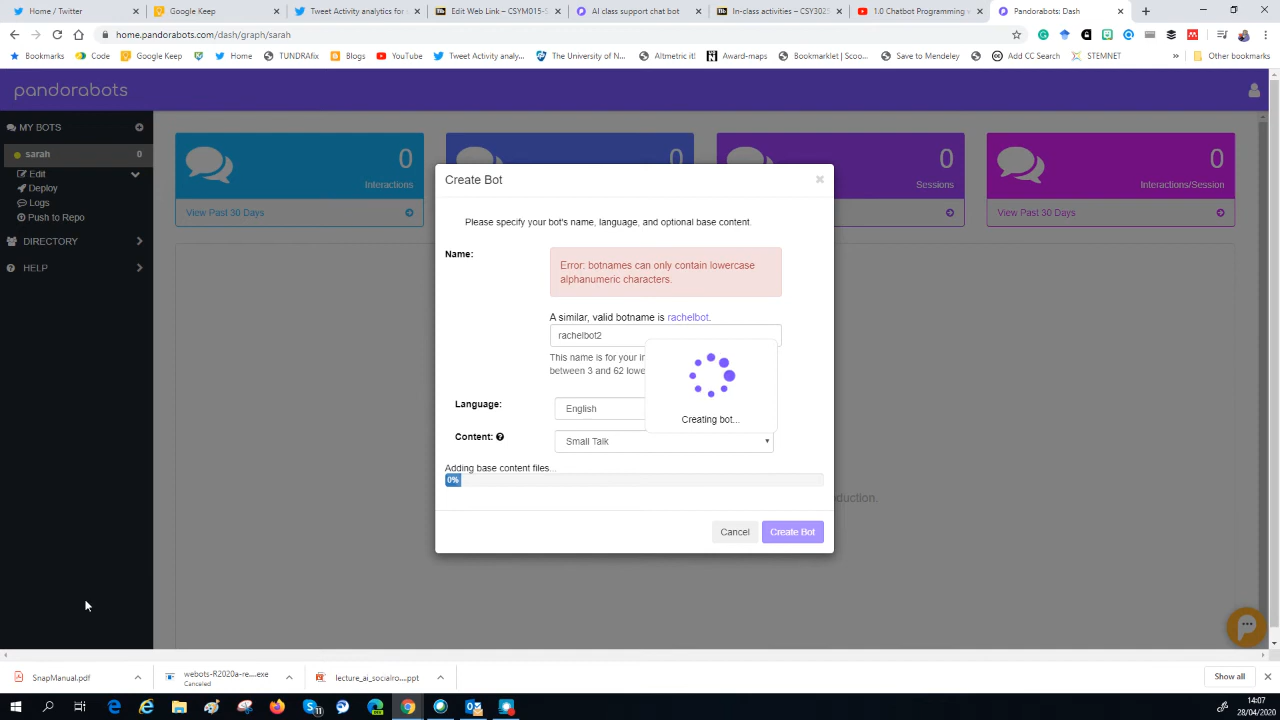 Home / Twitter
Google Keep
Tweet Activity analytics for
Edit Web Link – CSYM015-1
AI class support chat bot
In-class activities – CSY3025
1.0 Chatbot Programming
Pandorabots: Dash
home.pandorabots.com/dash/graph/sarah
Bookmarks
Code
Google Keep
Home
TUNDRAfix
Blogs
Tweet Activity analy...
The University of N...
Altmetric it!
Award-maps
Bookmarklet | Scoo...
Save to Mendeley
Add CC Search
STEMNET
»
Other bookmarks
pandorabots
MY BOTS
sarah 0
Edit
Deploy
Logs
Push to Repo
DIRECTORY
HELP
0
Interactions
View Past 30 Days
0
0
Sessions
0
Interactions/Session
View Past 30 Days
Create Bot
×
Please specify your bot's name, language, and optional base content.
Name:
Error: botnames can only contain lowercase
alphanumeric characters.
A similar, valid botname is rachelbot.
rachelbot2
This name is for your in
between 3 and 62 lowe
Language:
English
Creating bot...
Content:
Small Talk
Adding base content files...
0%
duction.
Cancel
Create Bot
SnapManual.pdf
webots-R2020a-re....exe
Canceled
lecture_ai_socialro....ppt
Show all
14:07
28/04/2020